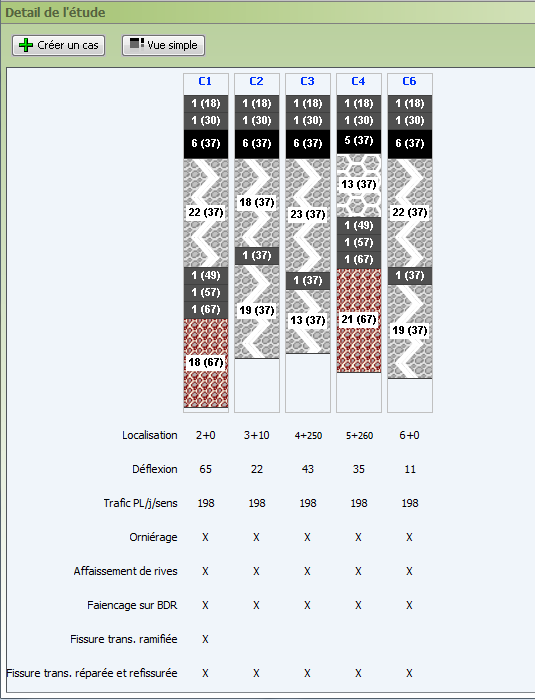 Detail de l'étude
Créer un cas Vue simple
C1 C2 C3 C4 C6
1 (18) 1 (18) 1 (18) 1 (18) 1 (18)
1 (30) 1 (30) 1 (30) 1 (30) 1 (30)
6 (37) 6 (37) 6 (37) 5 (37) 6 (37)
22 (37) 18 (37) 23 (37) 13 (37) 22 (37)
1 (49)
1 (37) 1 (57)
1 (49) 1 (67) 1 (37)
1 (57) 1 (37)
1 (67) 19 (37) 13 (37) 21 (67) 19 (37)
18 (67)
Localisation 2+0 3+10 4+250 5+260 6+0
Déflexion 65 22 43 35 11
Trafic PL/j/sens 198 198 198 198 198
Orniérage X X X X X
Affaissement de rives X X X X X
Faiencage sur BDR X X X X X
Fissure trans. ramifiée X
Fissure trans. réparée et refissurée X X X X X